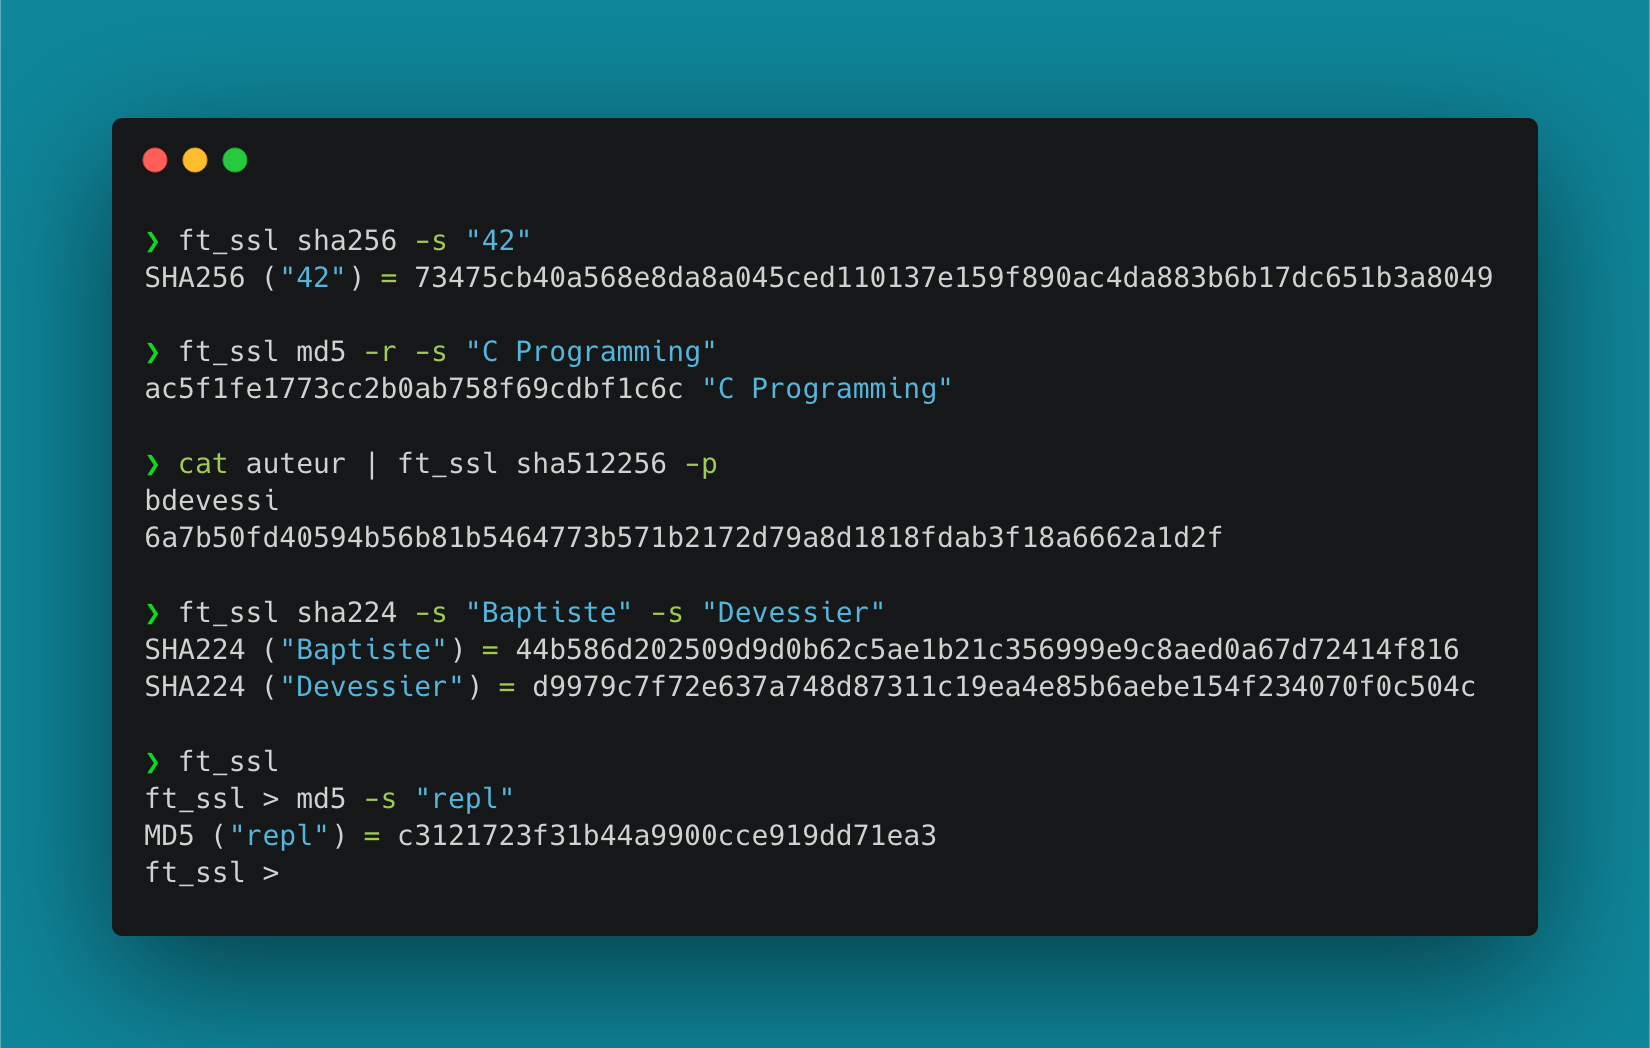 ❯ ft_ssl sha256 -s "42"
SHA256 ("42") = 73475cb40a568e8da8a045ced110137e159f890ac4da883b6b17dc651b3a8049
❯ ft_ssl md5 -r -s "C Programming"
ac5f1fe1773cc2b0ab758f69cdbf1c6c "C Programming"
❯ cat auteur | ft_ssl sha512256 -p
bdevessi
6a7b50fd40594b56b81b5464773b571b2172d79a8d1818fdab3f18a6662a1d2f
❯ ft_ssl sha224 -s "Baptiste" -s "Devessier"
SHA224 ("Baptiste") = 44b586d202509d9d0b62c5ae1b21c356999e9c8aed0a67d72414f816
SHA224 ("Devessier") = d9979c7f72e637a748d87311c19ea4e85b6aebe154f234070f0c504c
❯ ft_ssl
ft_ssl > md5 -s "repl"
MD5 ("repl") = c3121723f31b44a9900cce919dd71ea3
ft_ssl >